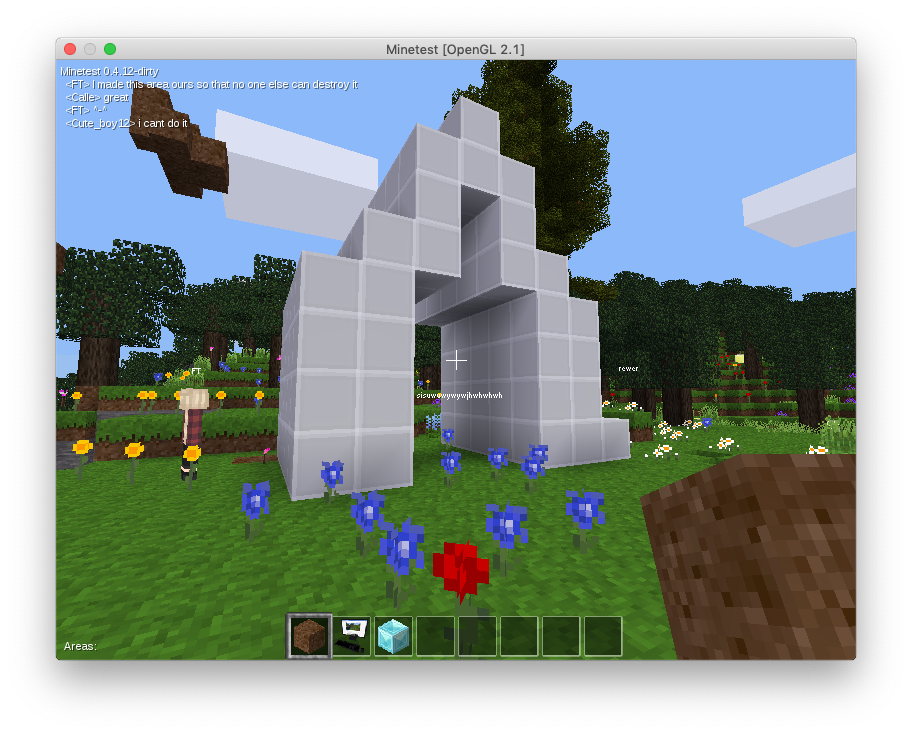 Minetest [OpenGL 2.1]
Minetest 0.4.12-dirty
<FT> I made this area ours so that no one else can destroy it
<Calle> great
<FT> ^-^
<Cute_boy12> i cant do it
FT
rewer
Areas: